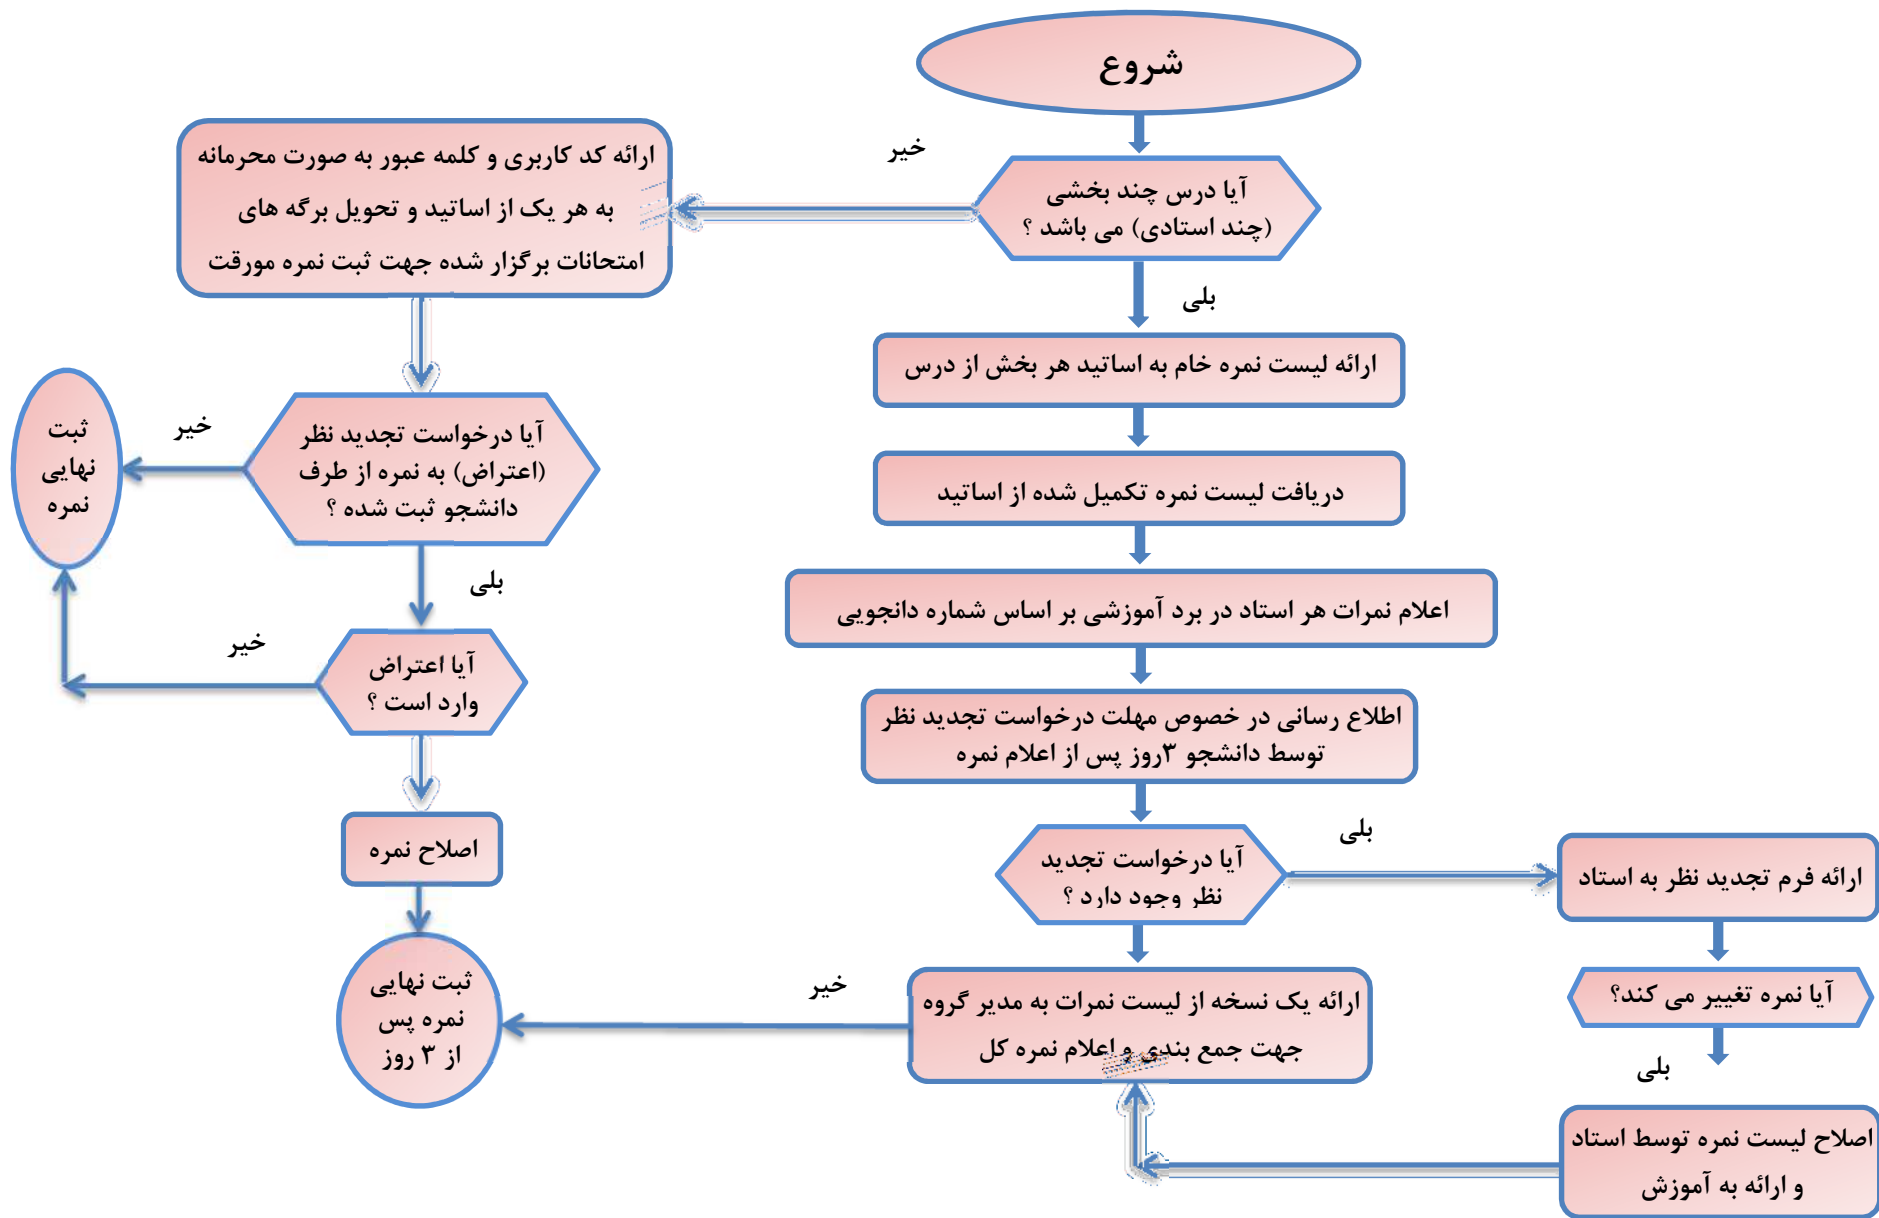 شروع
آیا درس چند بخشی
(چند استادی) می باشد ؟
خیر
بلی
ارائه کد کاربری و کلمه عبور به صورت محرمانه
به هر یک از اساتید و تحویل برگه های
امتحانات برگزار شده جهت ثبت نمره مورقت
ارائه لیست نمره خام به اساتید هر بخش از درس
دریافت لیست نمره تکمیل شده از اساتید
اعلام نمرات هر استاد در برد آموزشی بر اساس شماره دانجویی
اطلاع رسانی در خصوص مهلت درخواست تجدید نظر
توسط دانشجو ۳روز پس از اعلام نمره
آیا درخواست تجدید
نظر وجود دارد ؟
بلی
ارائه فرم تجدید نظر به استاد
آیا نمره تغییر می کند؟
بلی
اصلاح لیست نمره توسط استاد
و ارائه به آموزش
ارائه یک نسخه از لیست نمرات به مدیر گروه
جهت جمع بندی و اعلام نمره کل
خیر
آیا درخواست تجدید نظر
(اعتراض) به نمره از طرف
دانشجو ثبت شده ؟
خیر
ثبت
نهایی
نمره
بلی
آیا اعتراض
وارد است ؟
خیر
اصلاح نمره
ثبت نهایی
نمره پس
از ۳ روز